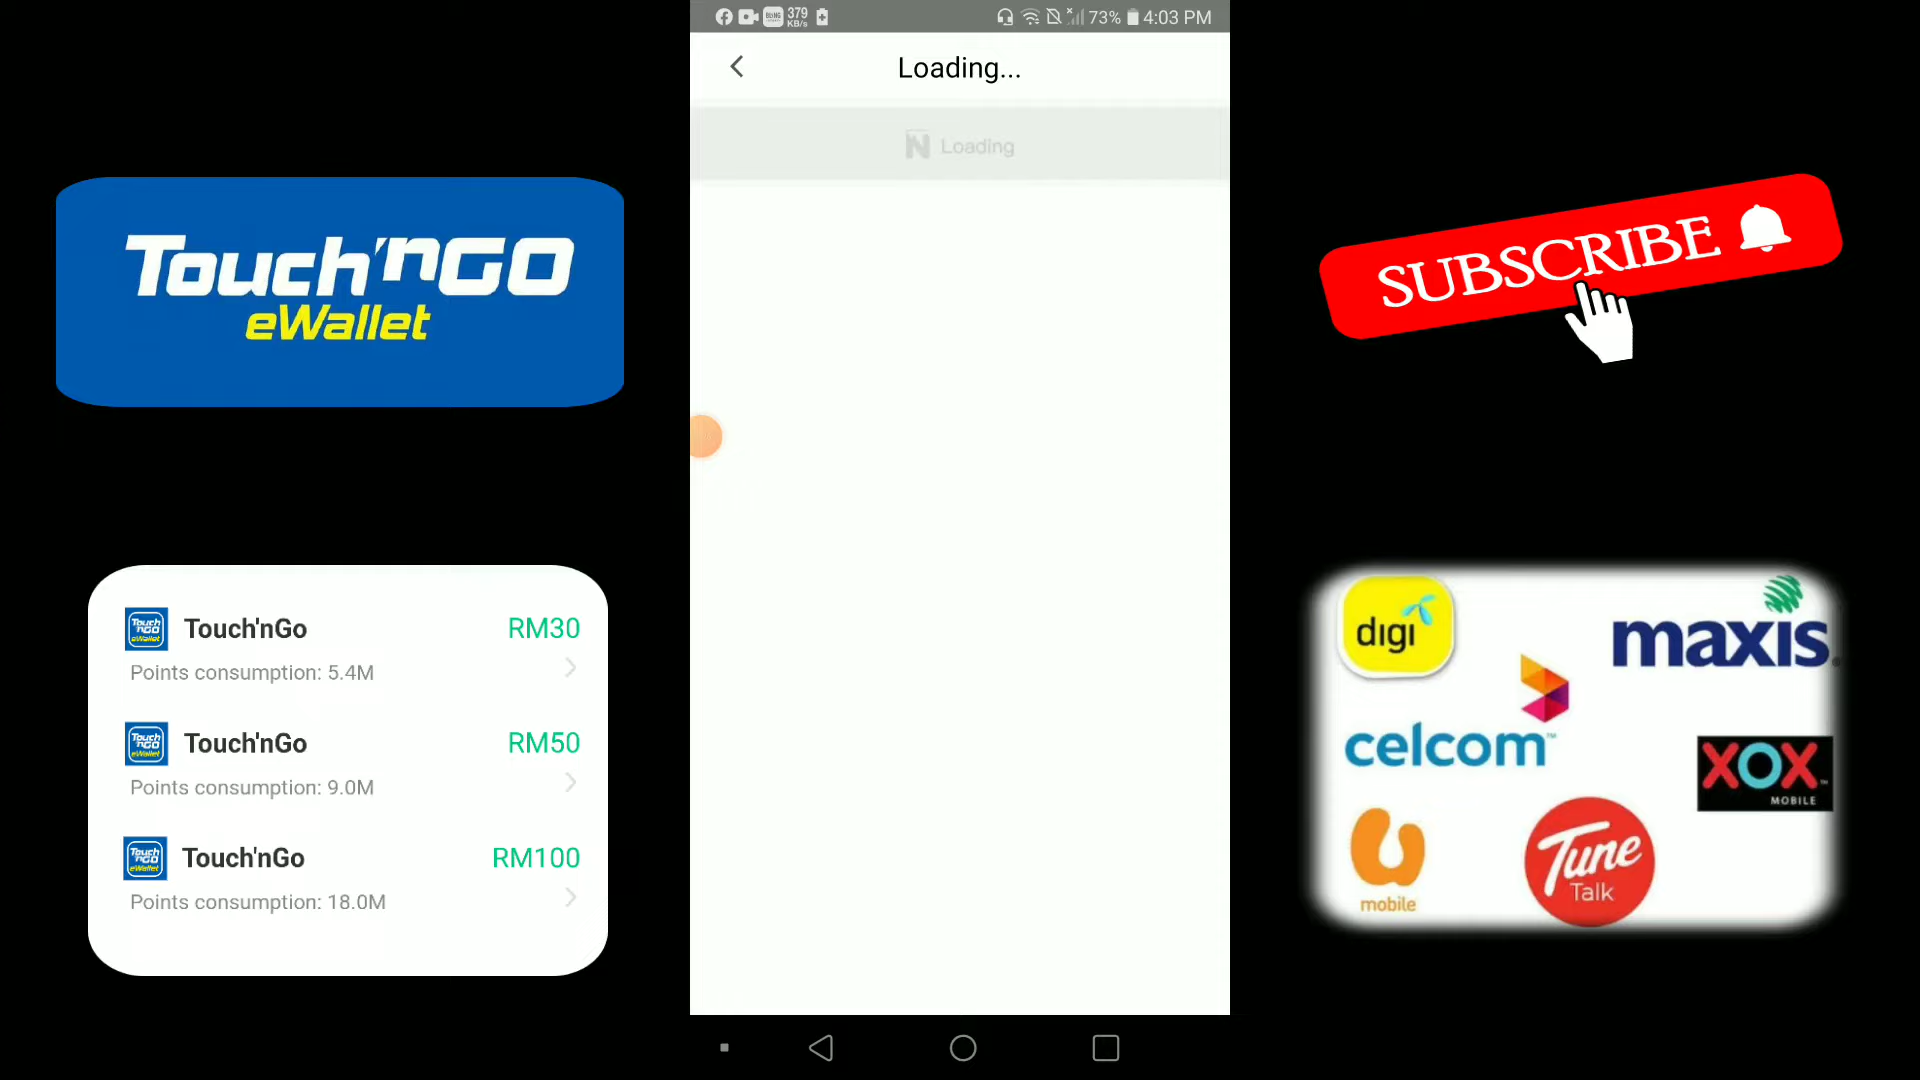 379
KB/s
73%
4:03 PM
Loading...
N Loading
Touch'nGO
eWallet
SUBSCRIBE
Touch'nGo RM30
Points consumption: 5.4M
Touch'nGo RM50
Points consumption: 9.0M
Touch'nGo RM100
Points consumption: 18.0M
digi
maxis
celcom
XOX
MOBILE
mobile
Tune
Talk